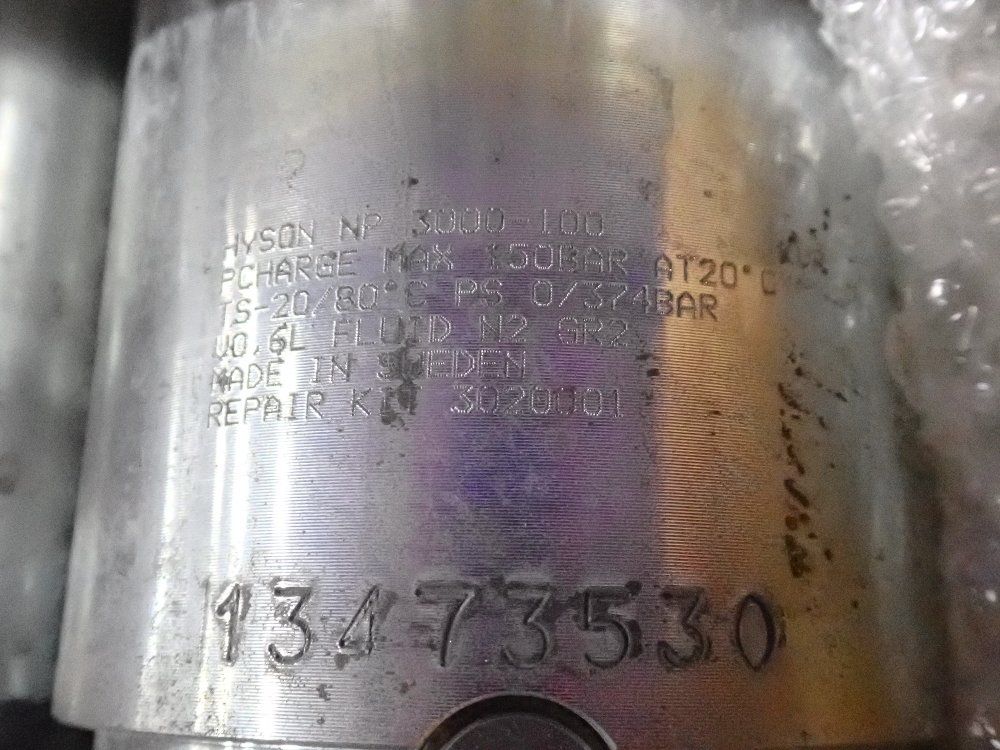 HYSON NP 3000-100
PCHARGE MAX 150BAR AT20°C
TS-20/80°C PS 0/374BAR
V0,6L FLUID N2 GR2
MADE IN SWEDEN
REPAIR KIT 3020001
13473530